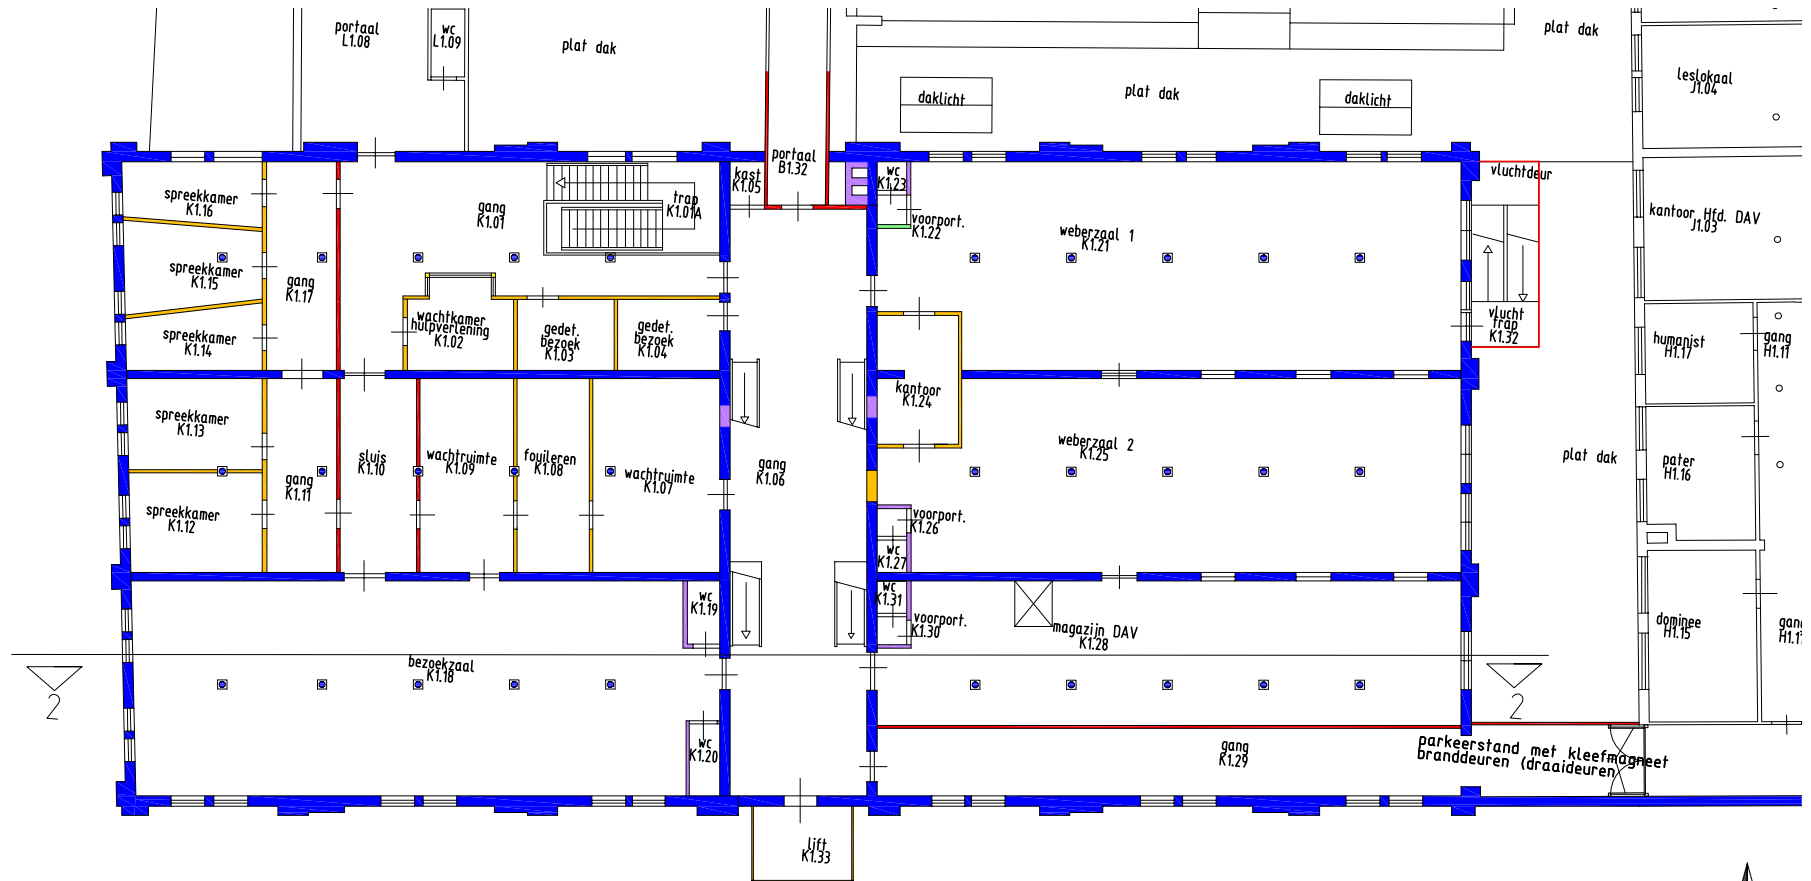 portaal
L1.08
wc
L1.09
plat dak
plat dak
plat dak
daklicht
daklicht
leslokaal
J1.04
portaal
B1.32
kast
K1.05
wc
K1.23
voorport.
K1.22
vluchtdeur
spreekkamer
K1.16
gang
K1.01
trap
K1.01A
weberzaal 1
K1.21
kantoor Hfd. DAV
J1.03
spreekkamer
K1.15
gang
K1.17
spreekkamer
K1.14
wachtkamer
hulpverlening
K1.02
gedet.
bezoek
K1.03
gedet.
bezoek
K1.04
vlucht
trap
K1.32
humanist
H1.17
gang
H1.11
kantoor
K1.24
spreekkamer
K1.13
sluis
K1.10
wachtruimte
K1.09
fouilleren
K1.08
wachtruimte
K1.07
gang
K1.06
weberzaal 2
K1.25
plat dak
pater
H1.16
gang
K1.11
spreekkamer
K1.12
voorport.
K1.26
wc
K1.27
wc
K1.19
wc
K1.31
voorport.
K1.30
magazijn DAV
K1.28
dominee
H1.15
bezoekzaal
K1.18
2
2
wc
K1.20
gang
K1.29
parkeerstand met kleefmagneet
branddeuren (draaideuren
lift
K1.33